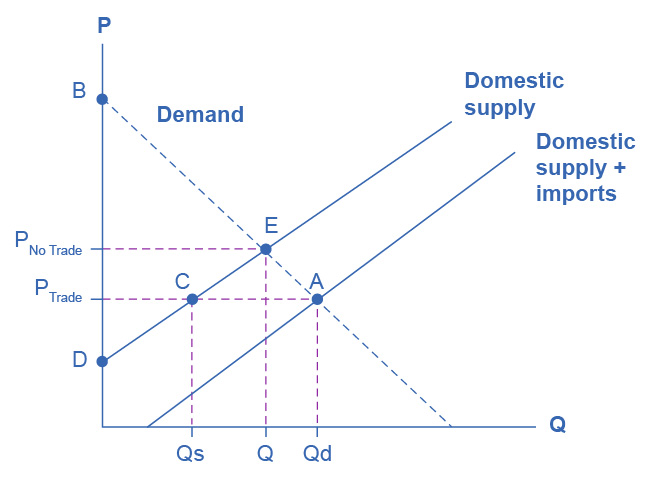 P
B
Demand
Domestic
supply
Domestic
supply +
imports
E
P No Trade
C
A
P Trade
D
Q
Qs
Q
Qd